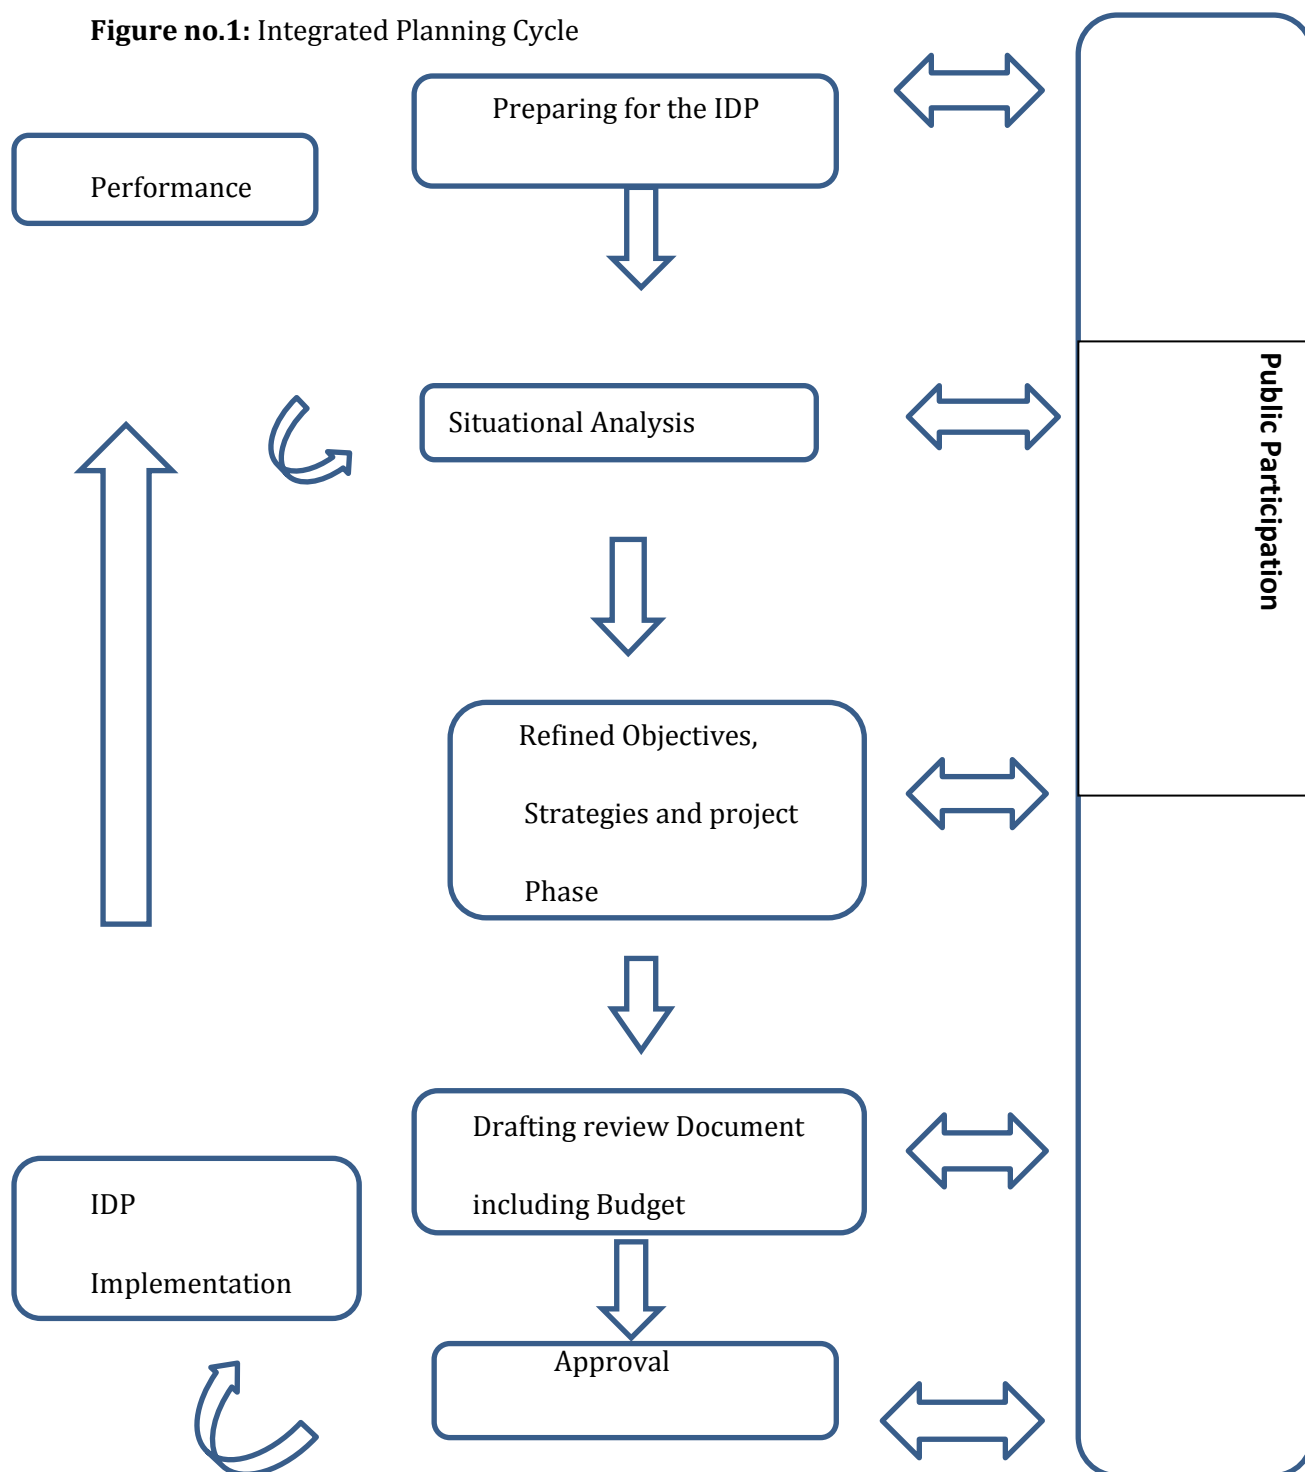 Figure no.1: Integrated Planning Cycle
Preparing for the IDP
Performance
Situational Analysis
Public Participation
Refined Objectives,
Strategies and project
Phase
Drafting review Document
including Budget
IDP
Implementation
Approval